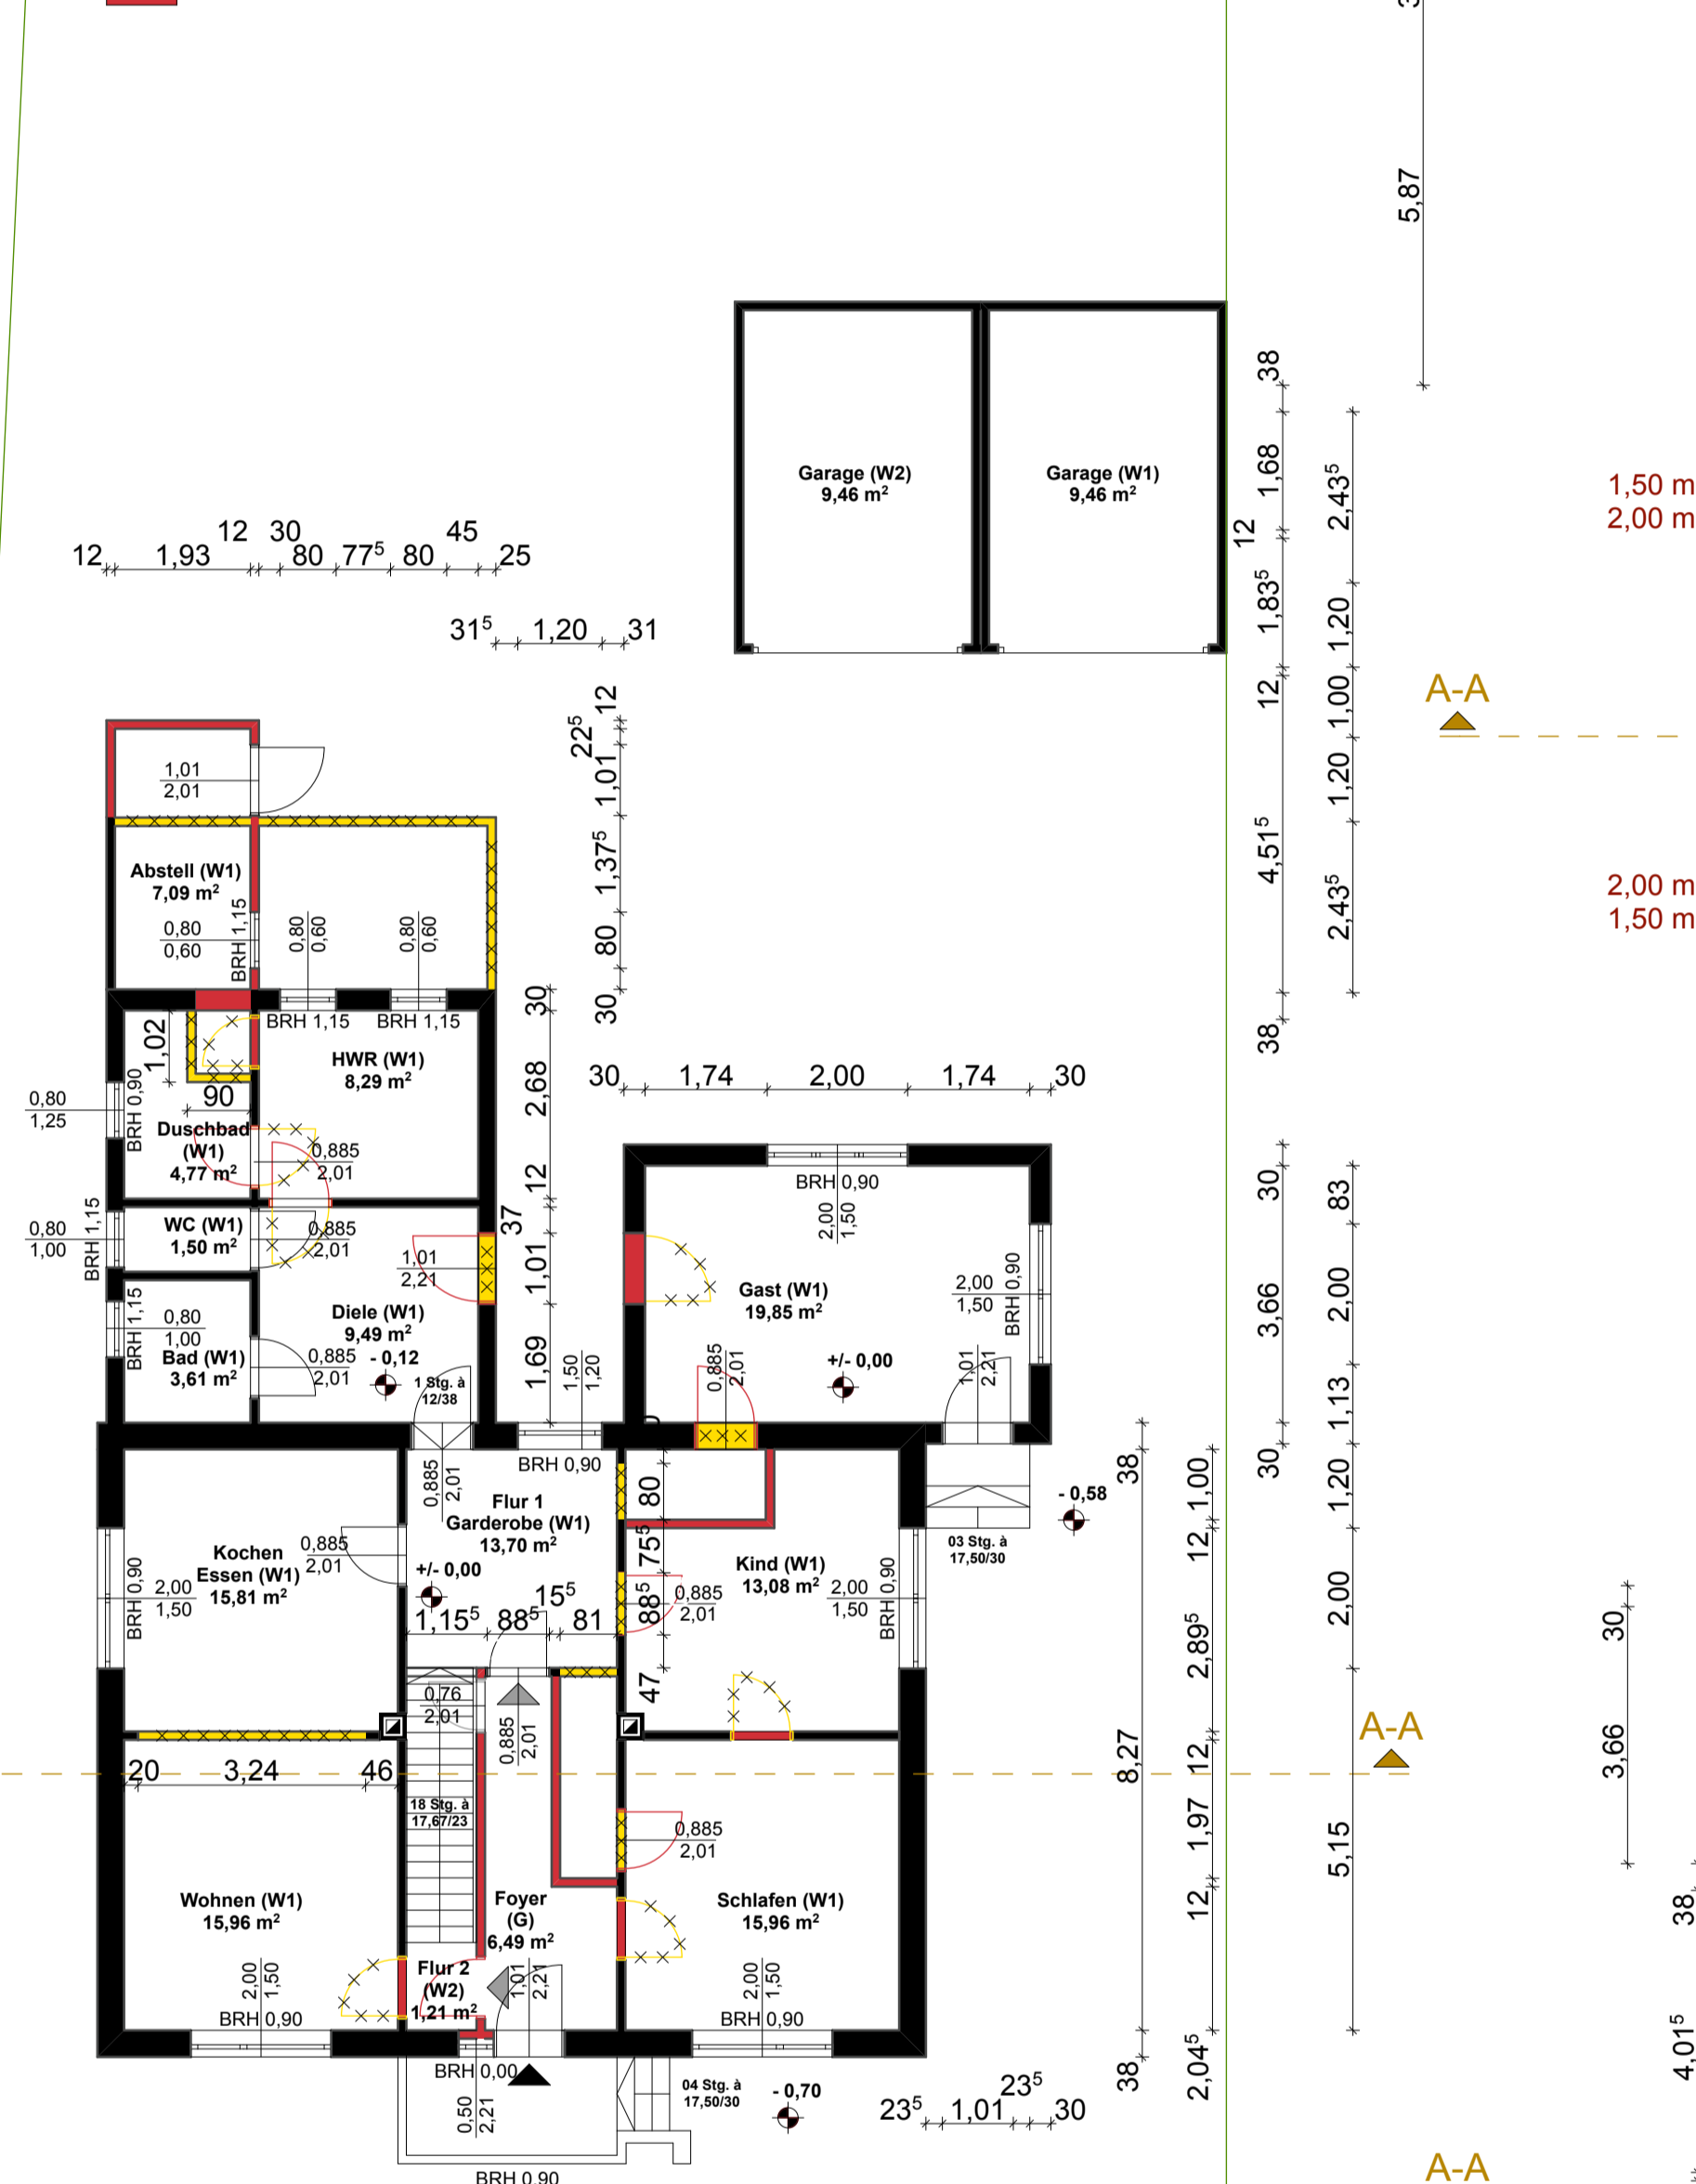 5,87
38
Garage (W2)
9,46 m²
Garage (W1)
9,46 m²
1,68
2,43⁵
1,50 m
2,00 m
12 30 45
12 1,93 80 77⁵ 80 25
12
1,83⁵
1,20
31⁵ 1,20 31
12
1,00
A-A
12
22⁵
1,01
1,20
1,01
2,01
4,51⁵
1,37⁵
Abstell (W1)
7,09 m²
2,00 m
1,50 m
2,43⁵
0,80
0,60
BRH 1,15
0,80
0,60
0,80
0,60
80
30
30
BRH 1,15
BRH 1,15
38
1,02
HWR (W1)
8,29 m²
2,68
30 1,74 2,00 1,74 30
0,80
1,25
BRH 0,90
90
Duschbad
(W1)
4,77 m²
0,885
2,01
12
BRH 0,90
2,00
1,50
30
83
37
0,80
1,00
BRH 1,15
WC (W1)
1,50 m²
0,885
2,01
1,01
2,21
1,01
Gast (W1)
19,85 m²
2,00
1,50
BRH 0,90
3,66
2,00
BRH 1,15
0,80
1,00
Diele (W1)
9,49 m²
- 0,12
Bad (W1)
3,61 m²
0,885
2,01
1 Stg. à
12/38
1,69
1,50
1,20
0,885
2,01
+/- 0,00
1,01
2,21
1,13
30
BRH 0,90
0,885
2,01
38
1,00
1,20
80
Flur 1
Garderobe (W1)
13,70 m²
- 0,58
03 Stg. à
17,50/30
12
Kochen
Essen (W1)
15,81 m²
0,885
2,01
BRH 0,90
2,00
1,50
+/- 0,00
75⁵
Kind (W1)
13,08 m²
0,885
2,01
2,00
1,50
BRH 0,90
2,00
15⁵
1,15⁵ 88⁵ 81
885
2,89⁵
30
47
0,76
2,01
0,885
2,01
A-A
3,66
20 3,24 46
8,27
12
18 Stg. à
17,67/23
0,885
2,01
1,97
5,15
Wohnen (W1)
15,96 m²
Foyer
(G)
6,49 m²
Schlafen (W1)
15,96 m²
12
38
Flur 2
(W2)
1,21 m²
2,00
1,50
BRH 0,90
1,01
2,21
2,00
1,50
BRH 0,90
4,01⁵
BRH 0,00
0,50
2,21
04 Stg. à
17,50/30
- 0,70
38
2,04⁵
23⁵
23⁵ 1,01 30
A-A
BRH 0,90